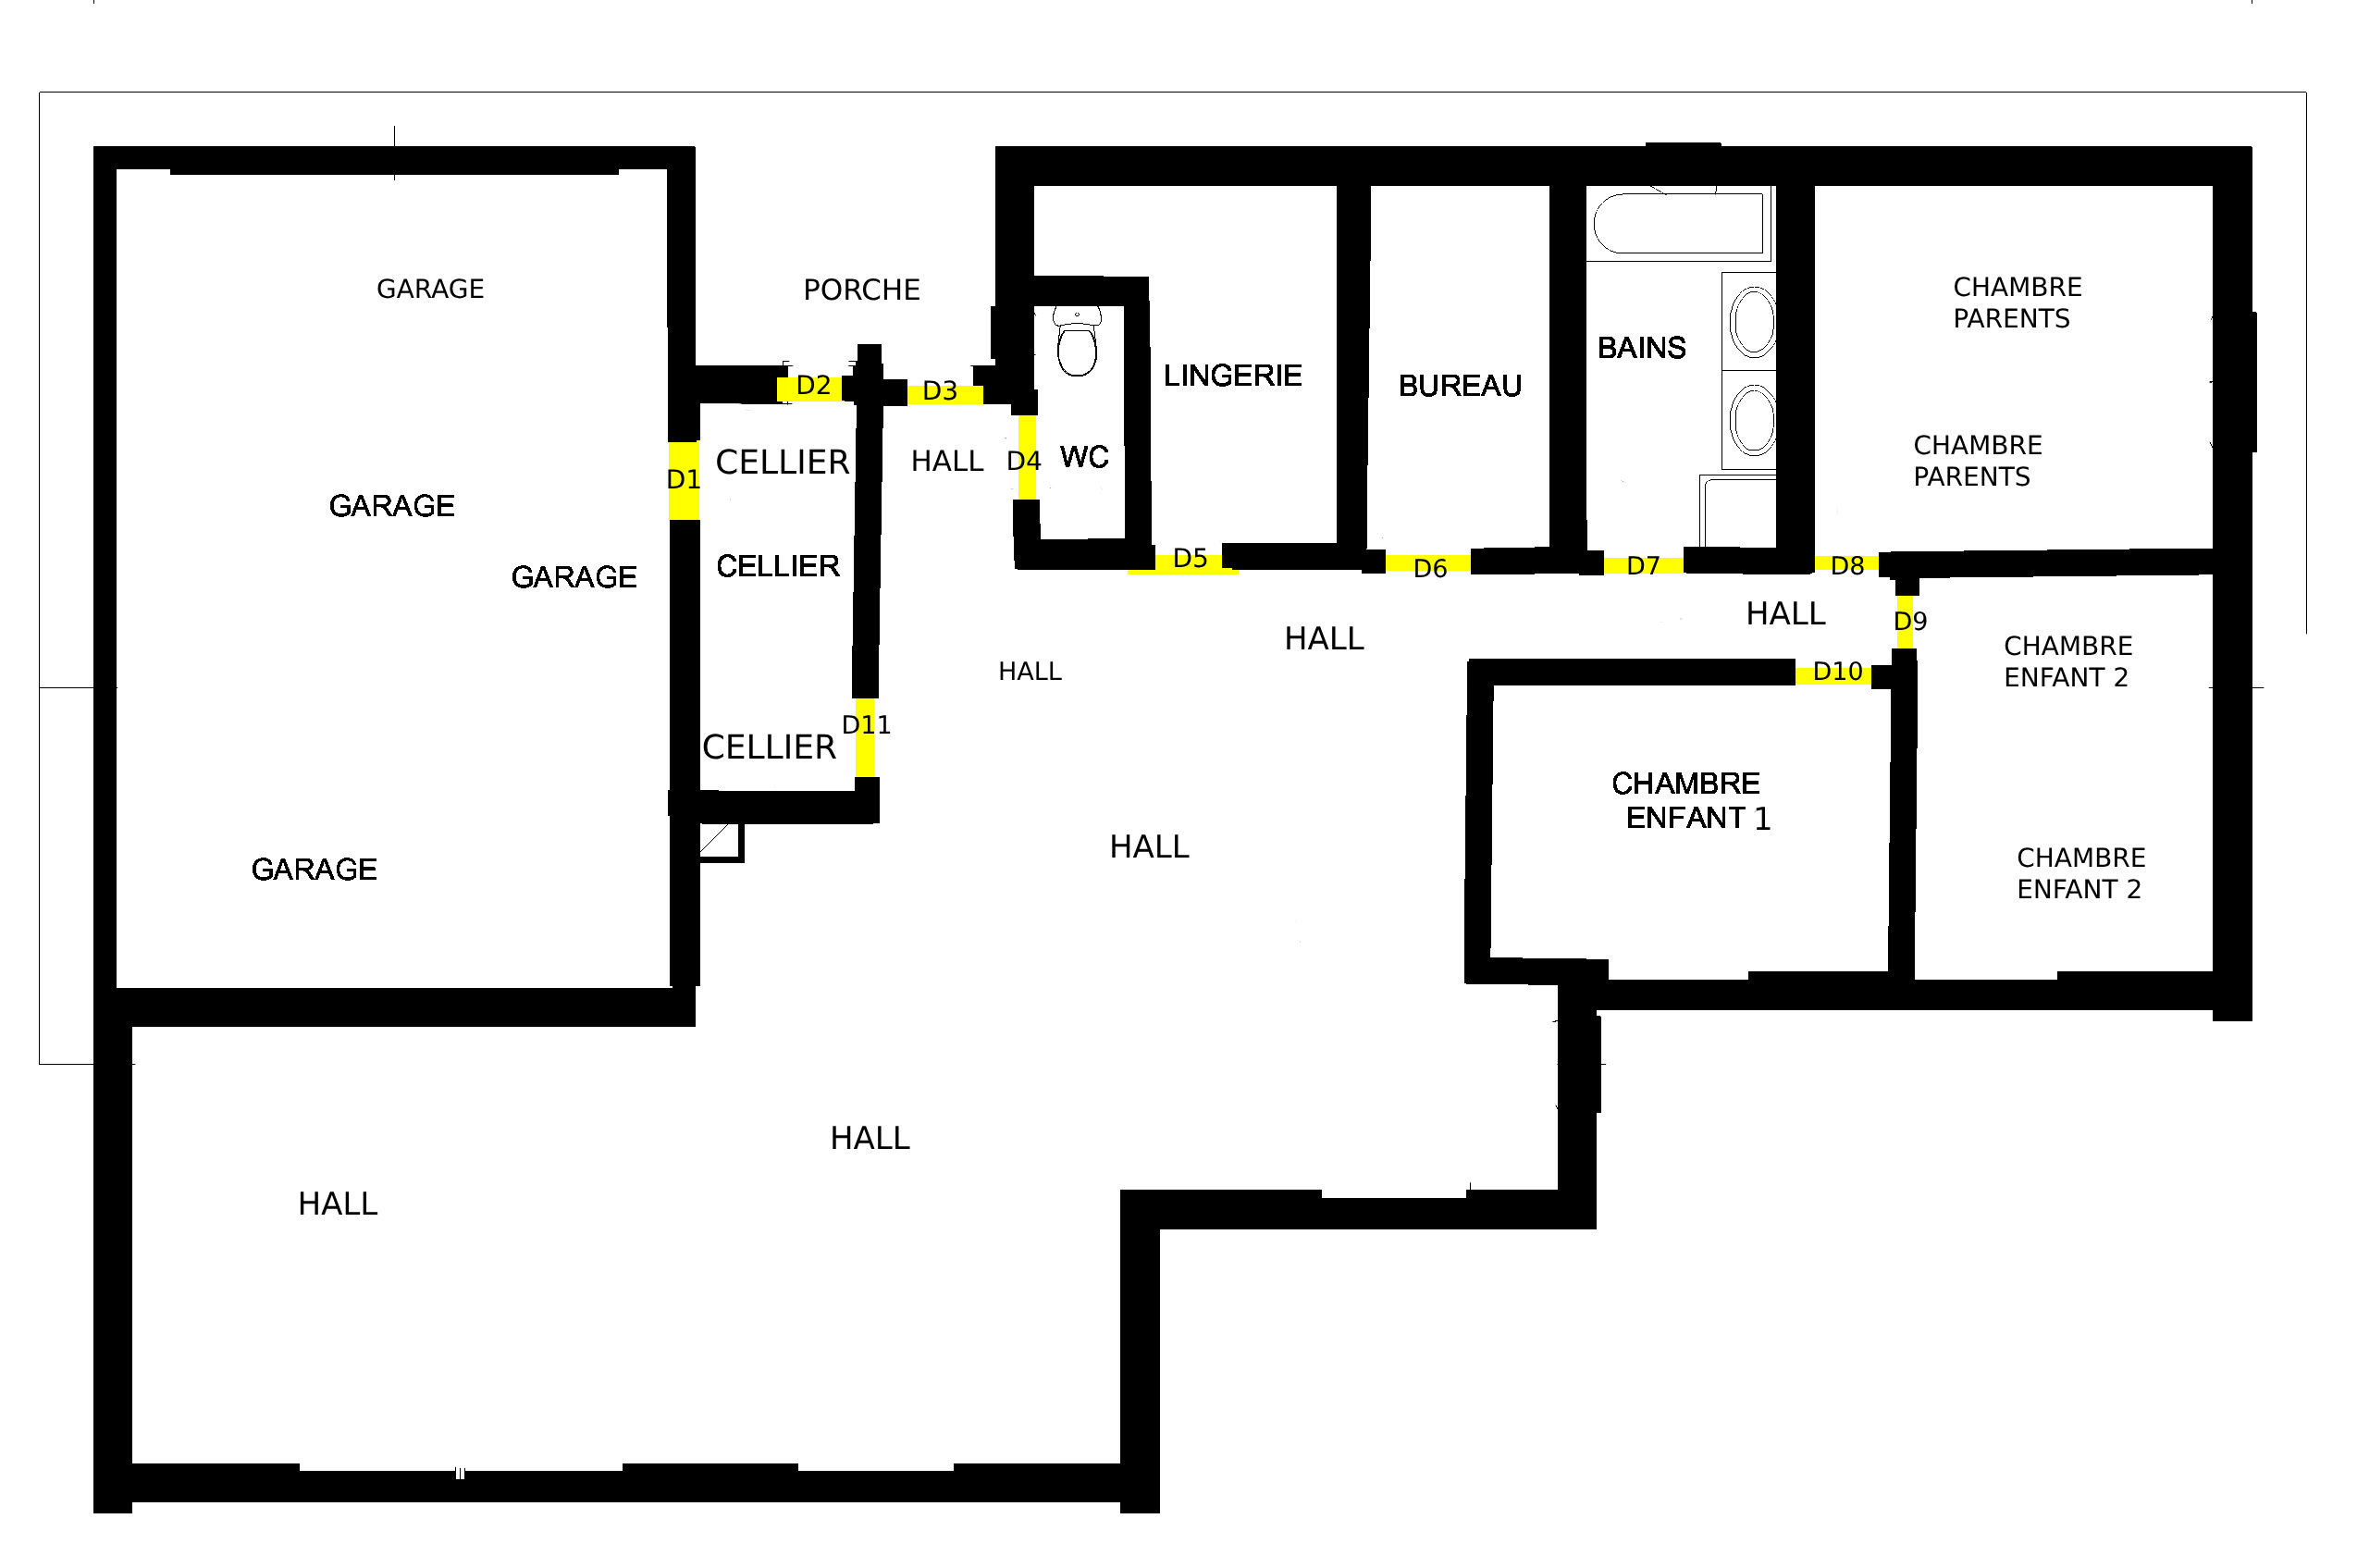 GARAGE
PORCHE
CHAMBRE
PARENTS
BAINS
LINGERIE
BUREAU
D2
D3
CHAMBRE
PARENTS
CELLIER
HALL
D4
WC
D1
GARAGE
D5
D6
D7
D8
CELLIER
GARAGE
HALL
D9
HALL
CHAMBRE
ENFANT 2
HALL
D10
D11
CELLIER
CHAMBRE
ENFANT 1
HALL
GARAGE
CHAMBRE
ENFANT 2
HALL
HALL